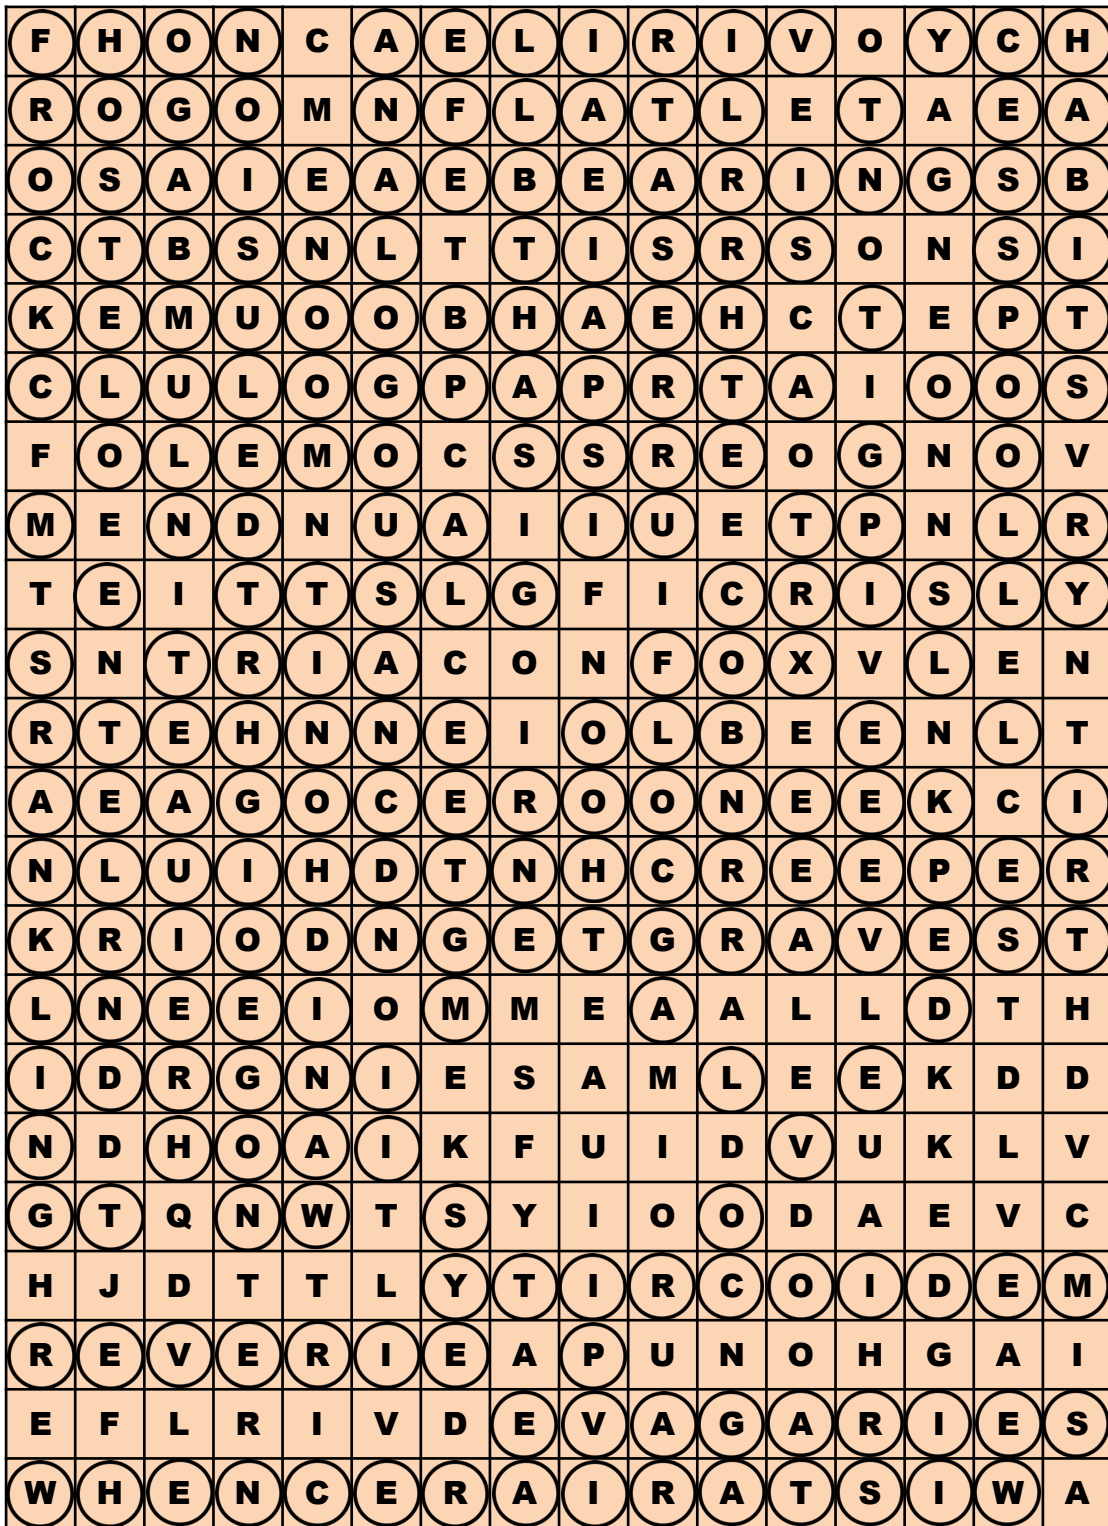 F H O N C A E L I R I V O Y C H
R O G O M N F L A T L E T A E A
O S A I E A E B E A R I N G S B
C T B S N L T T I S R S O N S I
K E M U O O B H A E H C T E P T
C L U L O G P A P R T A I O O S
F O L E M O C S S R E O G N O V
M E N D N U A I I U E T P N L R
T E I T T S L G F I C R I S L Y
S N T R I A C O N F O X V L E N
R T E H N N E I O L B E E N L T
A E A G O C E R O O N E E K C I
N L U I H D T N H C R E E P E R
K R I O D N G E T G R A V E S T
L N E E I O M M E A A L L D T H
I D R G N I E S A M L E E K D D
N D H O A I K F U I D V U K L V
G T Q N W T S Y I O O D A E V C
H J D T T L Y T I R C O I D E M
R E V E R I E A P U N O H G A I
E F L R I V D E V A G A R I E S
W H E N C E R A I R A T S I W A